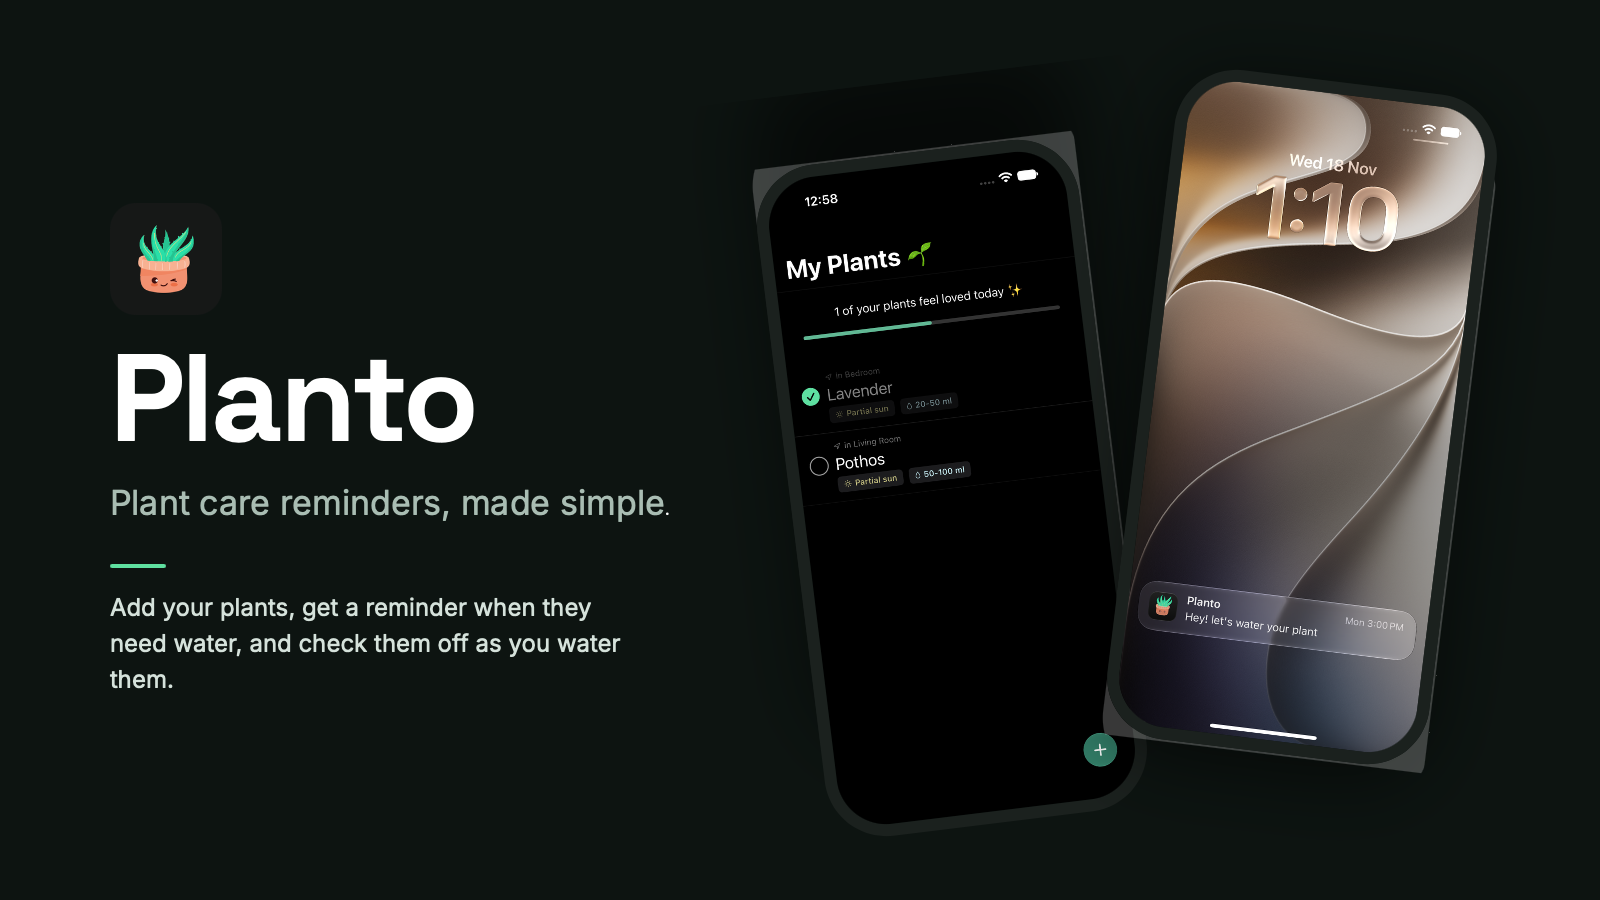 Planto
Plant care reminders, made simple.
Add your plants, get a reminder when they
need water, and check them off as you water
them.
12:58
My Plants 🌱
1 of your plants feel loved today ✨
in Bedroom
Lavender
Partial sun 20-50 ml
in Living Room
Pothos
Partial sun 50-100 ml
+
Wed 18 Nov
1:10
Planto
Mon 3:00 PM
Hey! let's water your plant